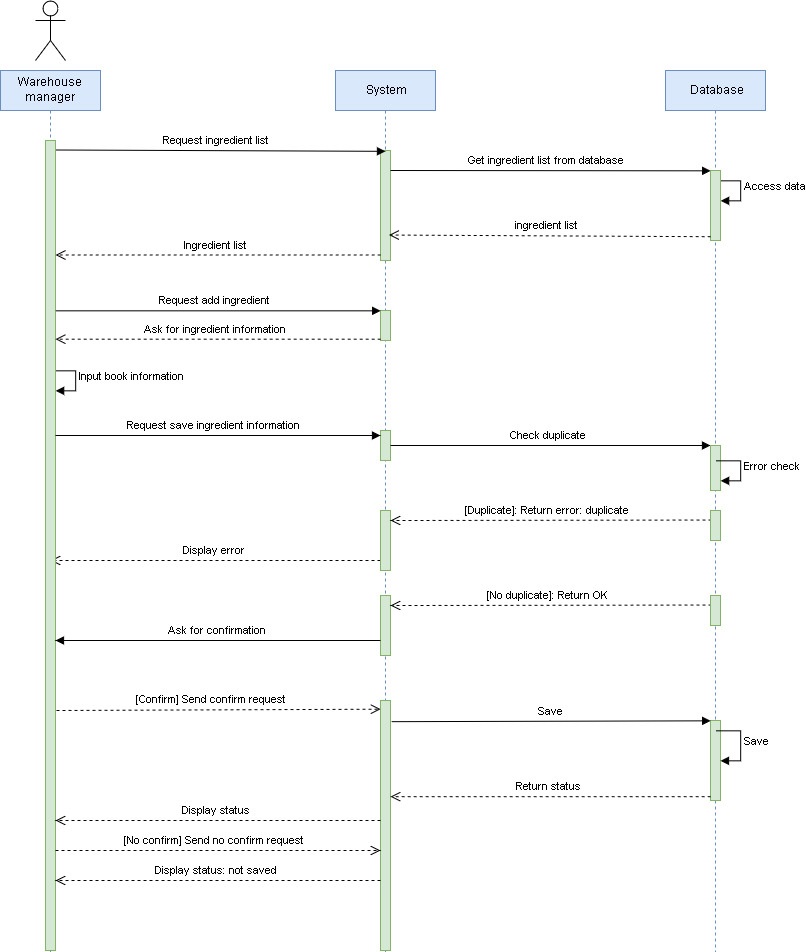 Warehouse
manager
System
Database
Request ingredient list
Get ingredient list from database
Access data
ingredient list
Ingredient list
Request add ingredient
Ask for ingredient information
Input book information
Request save ingredient information
Check duplicate
Error check
[Duplicate]: Return error: duplicate
Display error
[No duplicate]: Return OK
Ask for confirmation
[Confirm] Send confirm request
Save
Save
Return status
Display status
[No confirm] Send no confirm request
Display status: not saved